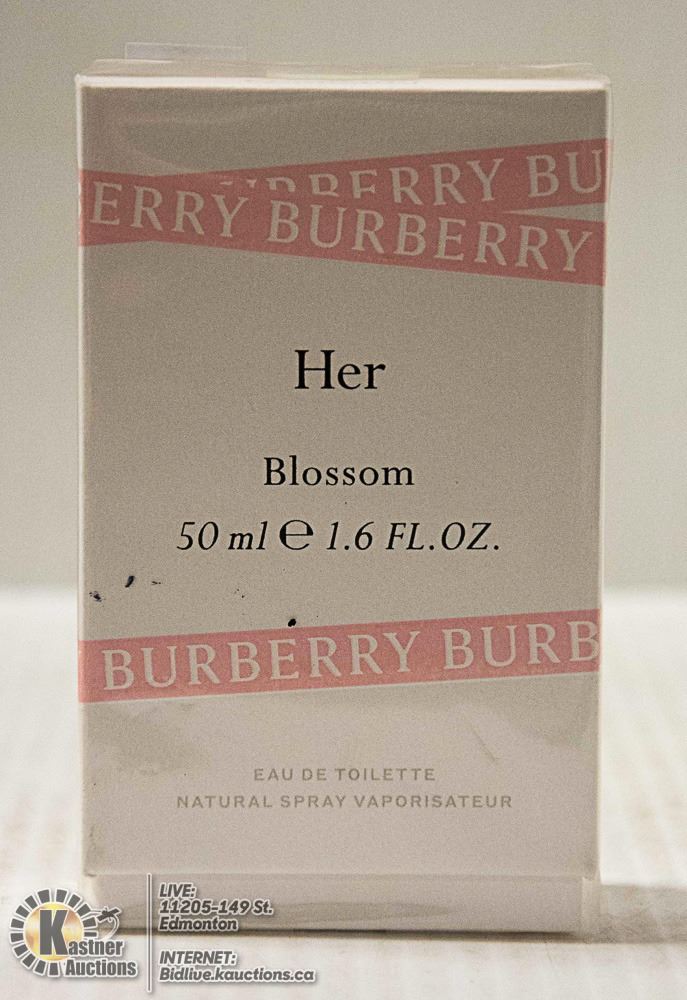 URBERRY BU
ERRY BURBERRY
Her
Blossom
50 ml ℮ 1.6 FL.OZ.
BURBERRY BURB
EAU DE TOILETTE
NATURAL SPRAY VAPORISATEUR
Kastner
Auctions
LIVE:
11205-149 St.
Edmonton
INTERNET:
Bidlive.kauctions.ca